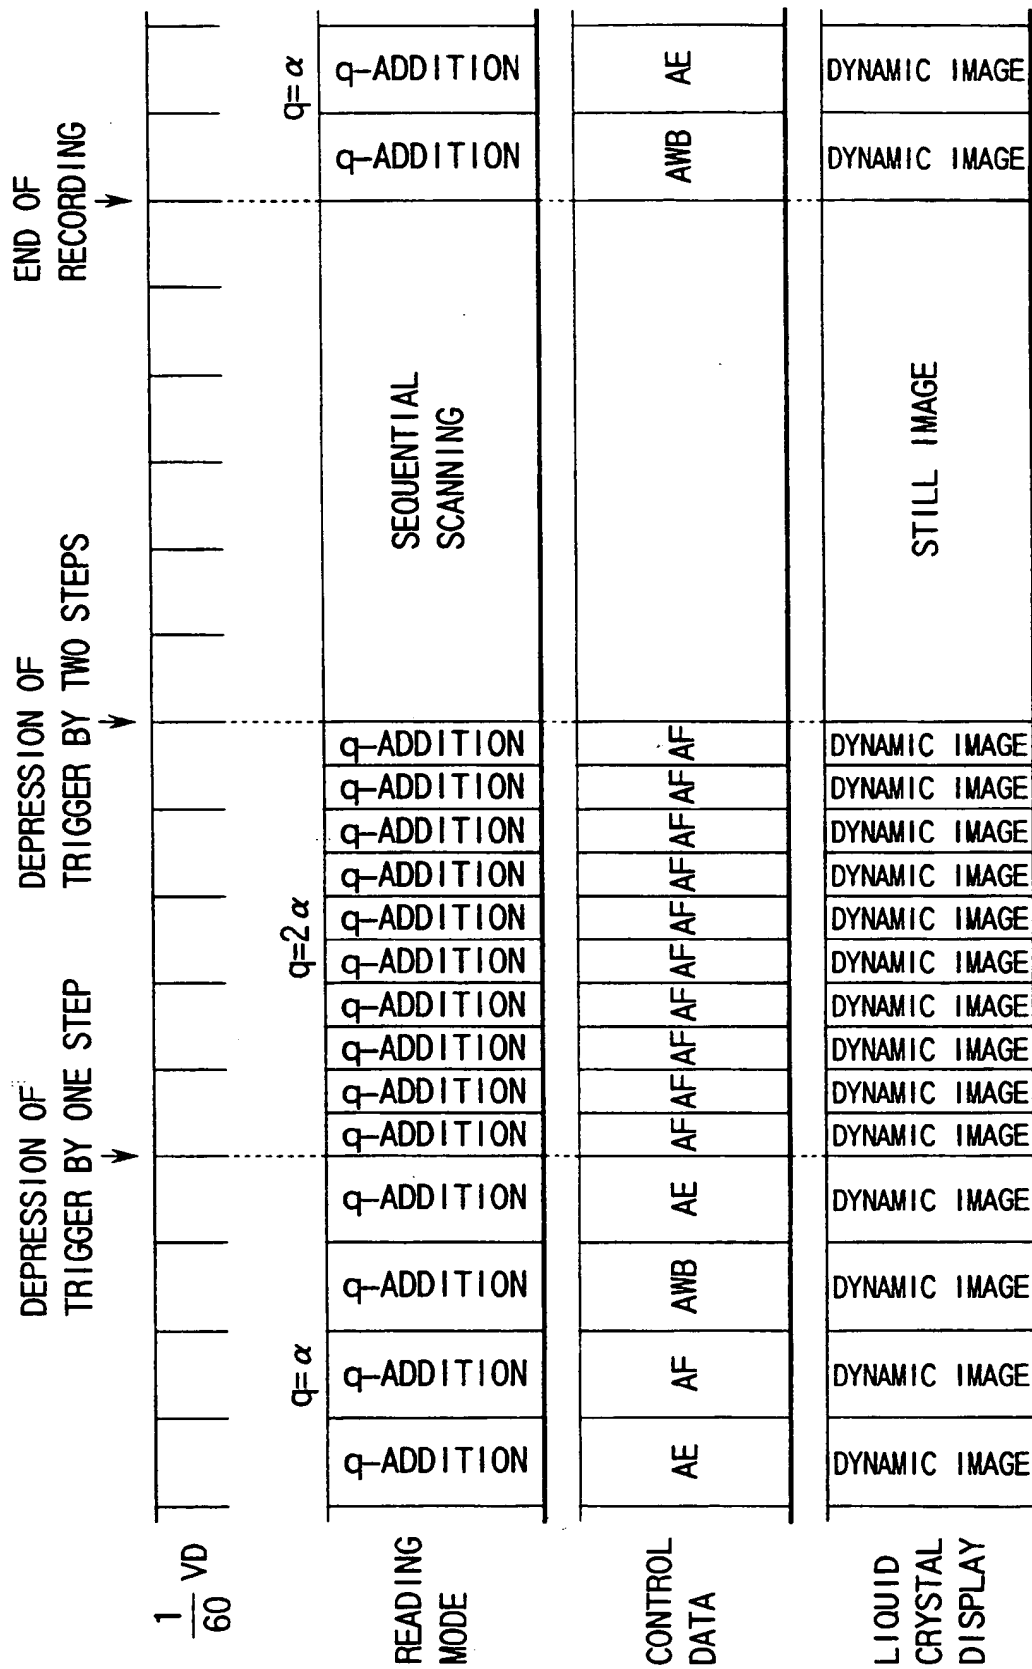 DEPRESSION OF
TRIGGER BY ONE STEP
DEPRESSION OF
TRIGGER BY TWO STEPS
END OF
RECORDING
1
60
VD
q=α
q=2α
q=α
READING
MODE
q-ADDITION
q-ADDITION
q-ADDITION
q-ADDITION
q-ADDITION
q-ADDITION
q-ADDITION
q-ADDITION
q-ADDITION
q-ADDITION
q-ADDITION
q-ADDITION
q-ADDITION
q-ADDITION
SEQUENTIAL
SCANNING
q-ADDITION
q-ADDITION
CONTROL
DATA
AE
AF
AWB
AE
AF
AF
AF
AF
AF
AF
AF
AF
AF
AF
AWB
AE
LIQUID
CRYSTAL
DISPLAY
DYNAMIC IMAGE
DYNAMIC IMAGE
DYNAMIC IMAGE
DYNAMIC IMAGE
DYNAMIC IMAGE
DYNAMIC IMAGE
DYNAMIC IMAGE
DYNAMIC IMAGE
DYNAMIC IMAGE
DYNAMIC IMAGE
DYNAMIC IMAGE
DYNAMIC IMAGE
DYNAMIC IMAGE
DYNAMIC IMAGE
STILL IMAGE
DYNAMIC IMAGE
DYNAMIC IMAGE